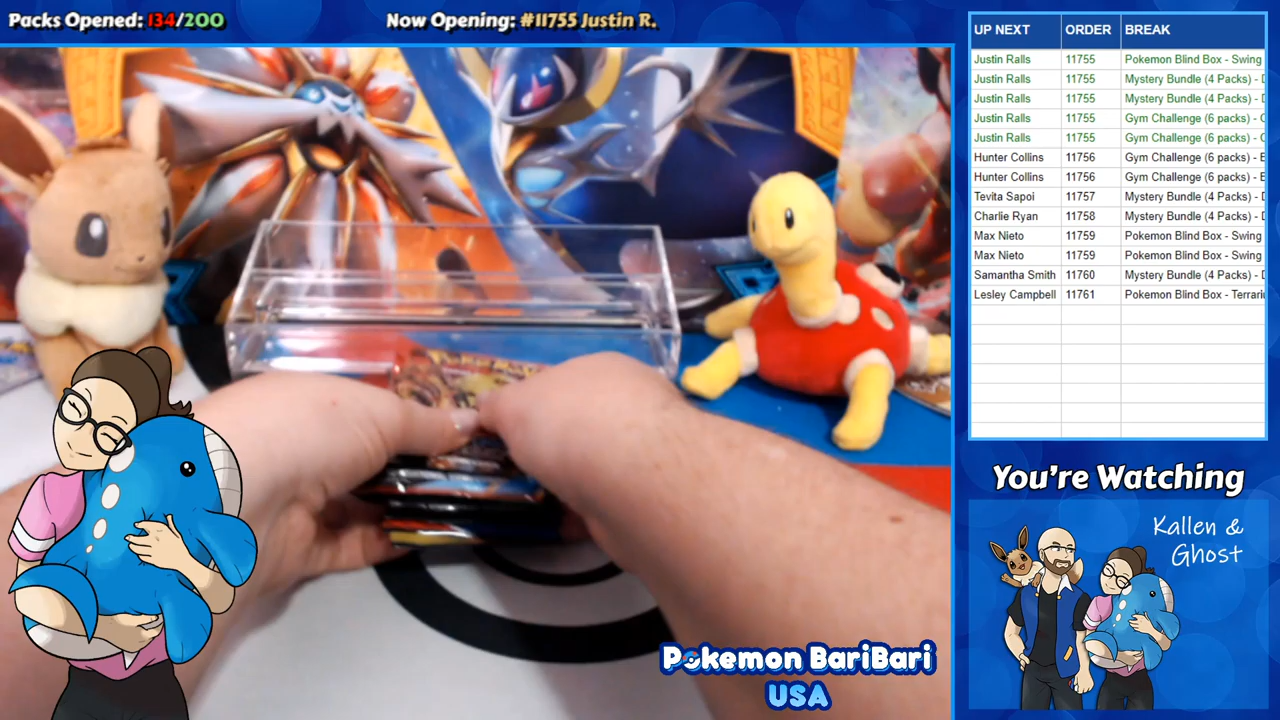 Packs Opened: 134/200
Now Opening: #11755 Justin R.
UP NEXT ORDER BREAK
Justin Ralls 11755 Pokemon Blind Box - Swing
Justin Ralls 11755 Mystery Bundle (4 Packs) -
Justin Ralls 11755 Mystery Bundle (4 Packs) -
Justin Ralls 11755 Gym Challenge (6 packs) -
Justin Ralls 11755 Gym Challenge (6 packs) -
Hunter Collins 11756 Gym Challenge (6 packs) -
Hunter Collins 11756 Gym Challenge (6 packs) -
Tevita Sapoi 11757 Mystery Bundle (4 Packs) -
Charlie Ryan 11758 Mystery Bundle (4 Packs) -
Max Nieto 11759 Pokemon Blind Box - Swing
Max Nieto 11759 Pokemon Blind Box - Swing
Samantha Smith 11760 Mystery Bundle (4 Packs) -
Lesley Campbell 11761 Pokemon Blind Box - Terrari
You're Watching
Kallen &
Ghost
Pokemon BariBari
USA